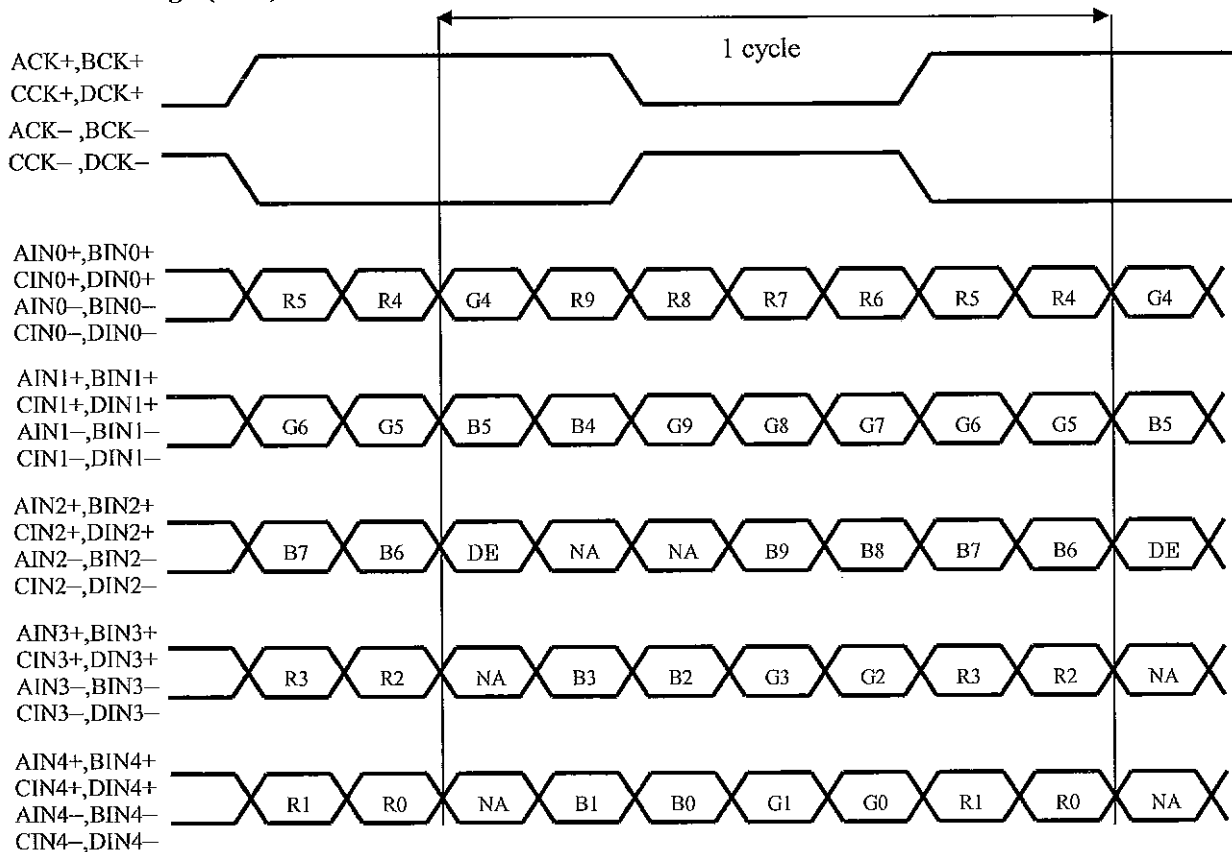 1 cycle
ACK+,BCK+
CCK+,DCK+
ACK−,BCK−
CCK−,DCK−
AIN0+,BIN0+
CIN0+,DIN0+
AIN0−,BIN0−
CIN0−,DIN0−
R5 R4 G4 R9 R8 R7 R6 R5 R4 G4
AIN1+,BIN1+
CIN1+,DIN1+
AIN1−,BIN1−
CIN1−,DIN1−
G6 G5 B5 B4 G9 G8 G7 G6 G5 B5
AIN2+,BIN2+
CIN2+,DIN2+
AIN2−,BIN2−
CIN2−,DIN2−
B7 B6 DE NA NA B9 B8 B7 B6 DE
AIN3+,BIN3+
CIN3+,DIN3+
AIN3−,BIN3−
CIN3−,DIN3−
R3 R2 NA B3 B2 G3 G2 R3 R2 NA
AIN4+,BIN4+
CIN4+,DIN4+
AIN4−,BIN4−
CIN4−,DIN4−
R1 R0 NA B1 B0 G1 G0 R1 R0 NA